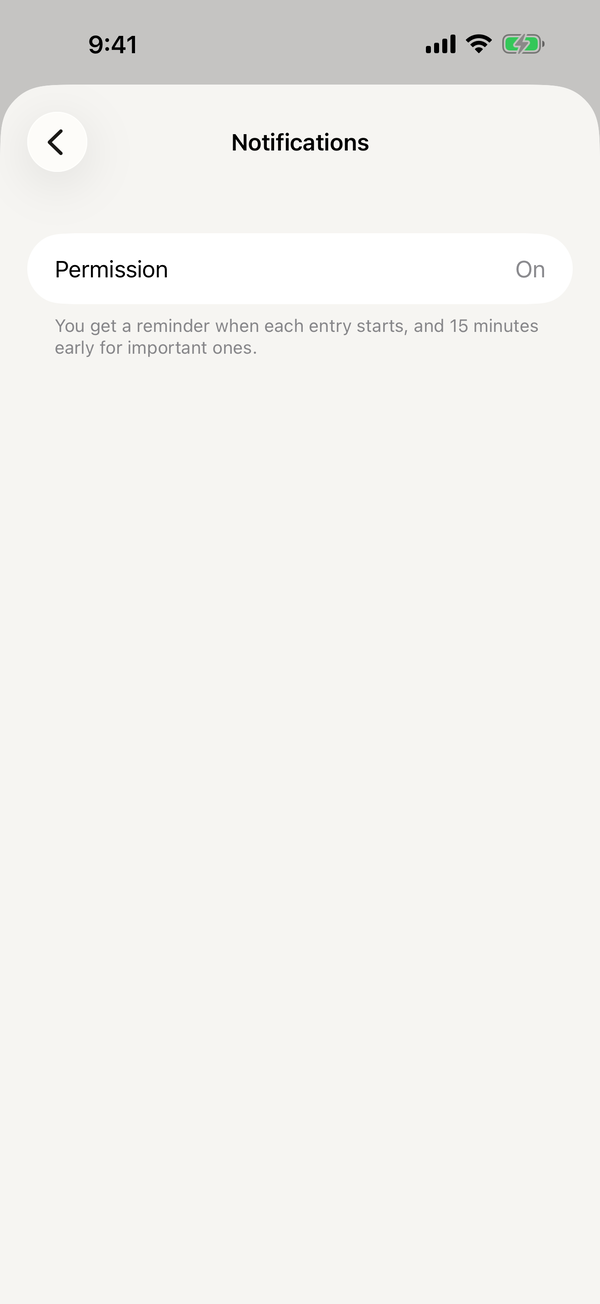 9:41
Notifications
Permission On
You get a reminder when each entry starts, and 15 minutes
early for important ones.